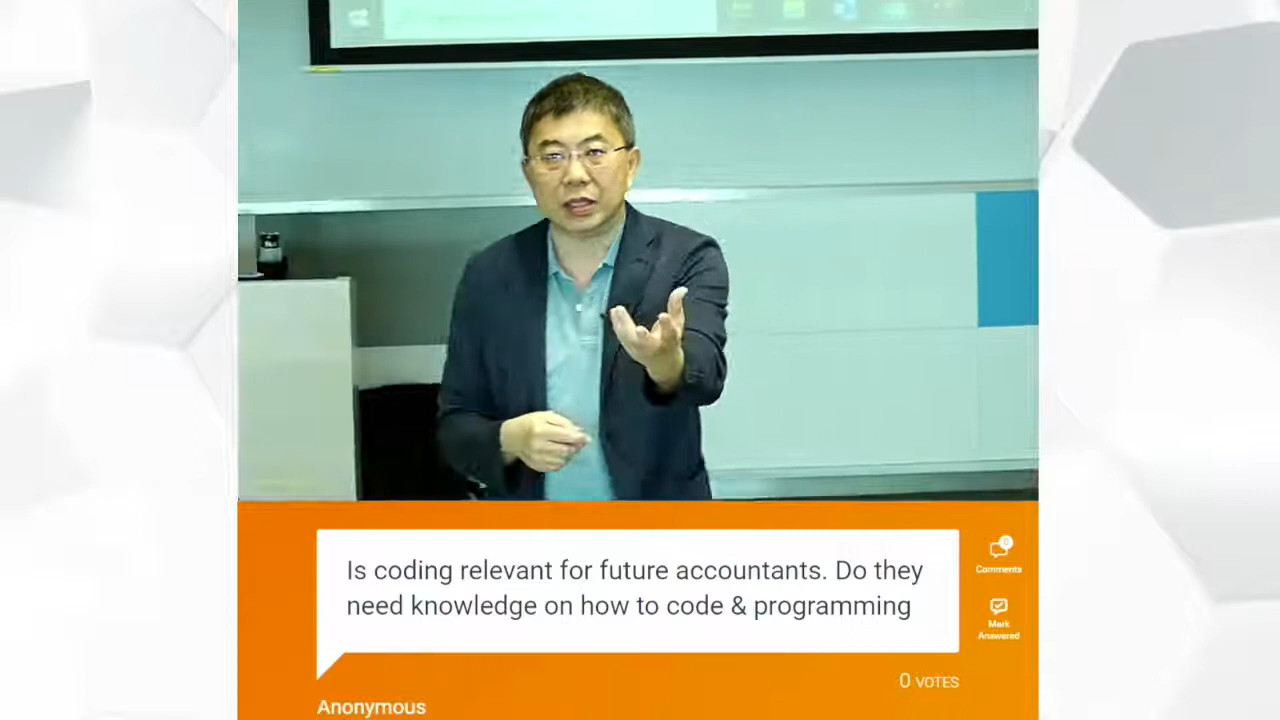 Is coding relevant for future accountants. Do they
need knowledge on how to code & programming
0
Comments
Mark
Answered
0 VOTES
Anonymous